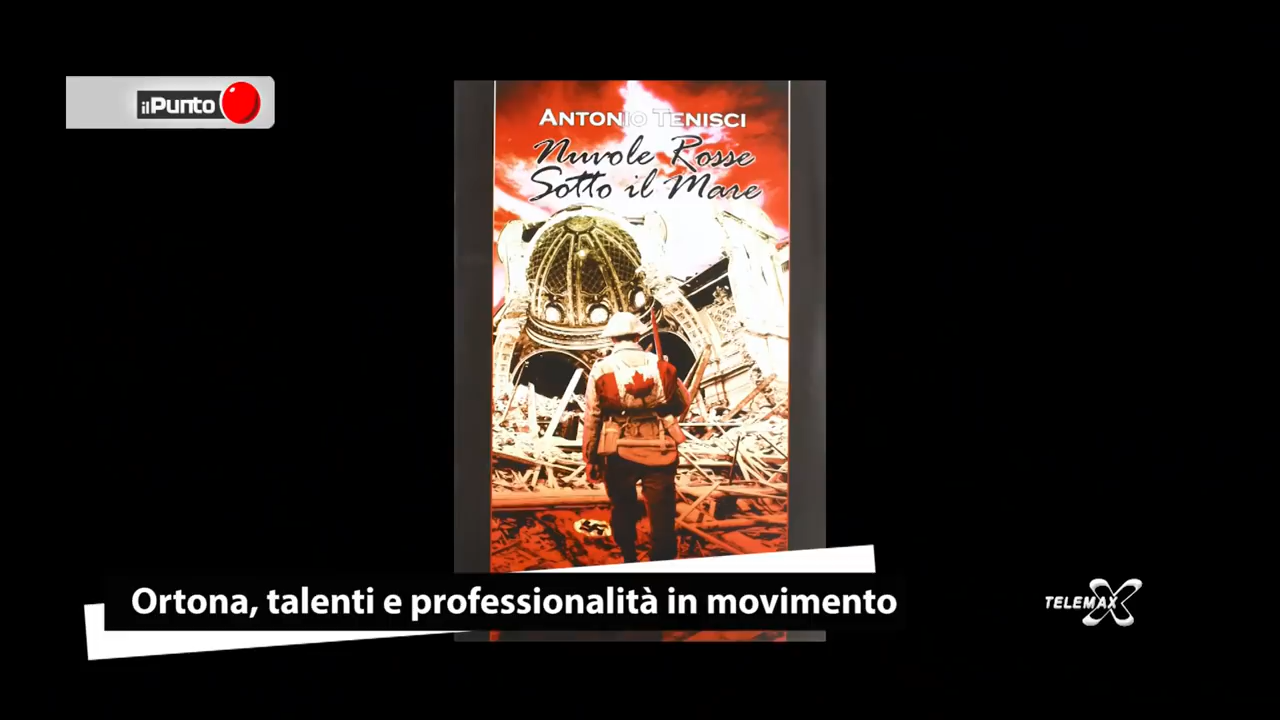 ilPunto
ANTONIO TENISCI
Nuvole Rosse
Sotto il Mare
Ortona, talenti e professionalità in movimento
TELEMAX